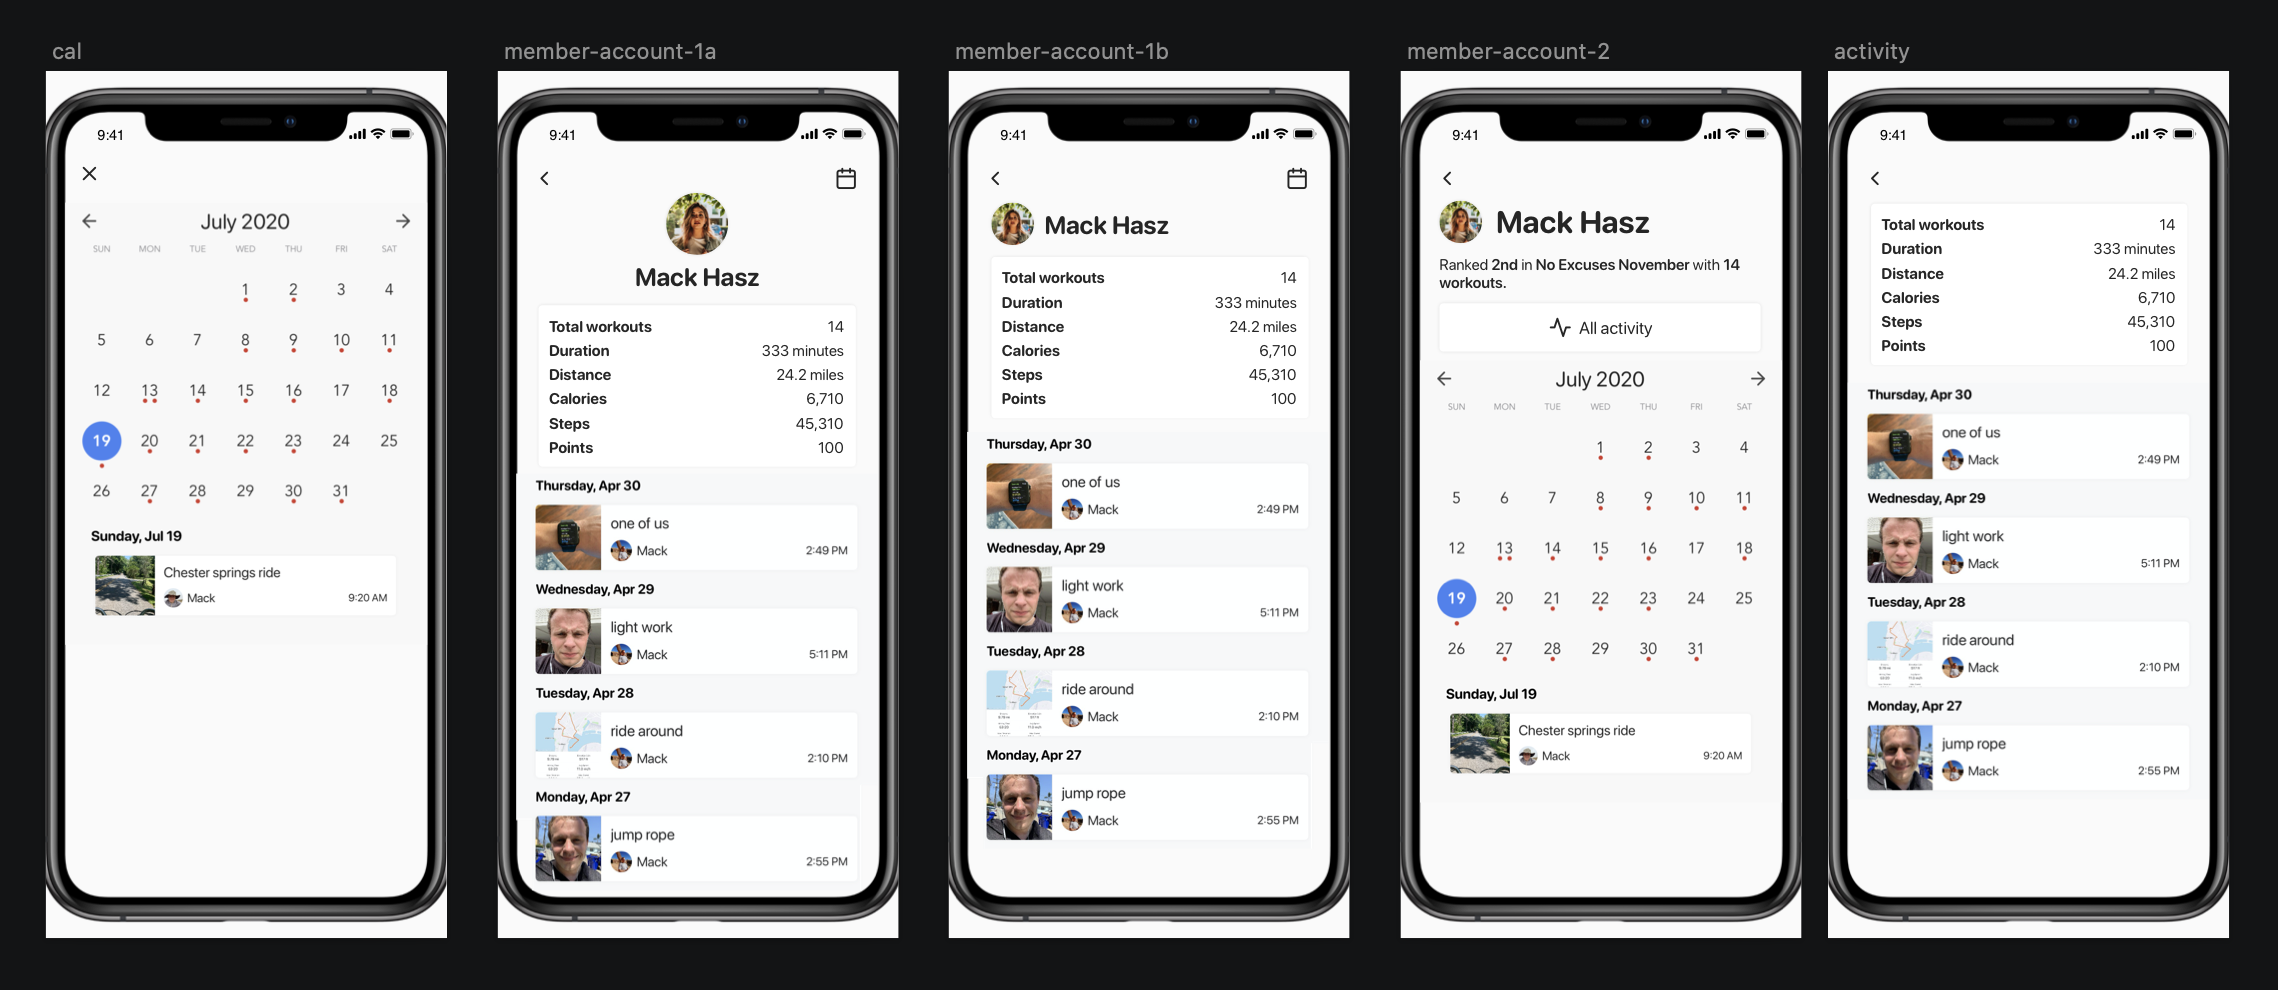 cal
9:41
July 2020
SUN MON TUE WED THU FRI SAT
1 2 3 4
5 6 7 8 9 10 11
12 13 14 15 16 17 18
19 20 21 22 23 24 25
26 27 28 29 30 31
Sunday, Jul 19
Chester springs ride
Mack 9:20 AM
member-account-1a
9:41
Mack Hasz
Total workouts 14
Duration 333 minutes
Distance 24.2 miles
Calories 6,710
Steps 45,310
Points 100
Thursday, Apr 30
one of us
Mack 2:49 PM
Wednesday, Apr 29
light work
Mack 5:11 PM
Tuesday, Apr 28
ride around
Mack 2:10 PM
Monday, Apr 27
jump rope
Mack 2:55 PM
member-account-1b
9:41
Mack Hasz
Total workouts 14
Duration 333 minutes
Distance 24.2 miles
Calories 6,710
Steps 45,310
Points 100
Thursday, Apr 30
one of us
Mack 2:49 PM
Wednesday, Apr 29
light work
Mack 5:11 PM
Tuesday, Apr 28
ride around
Mack 2:10 PM
Monday, Apr 27
jump rope
Mack 2:55 PM
member-account-2
9:41
Mack Hasz
Ranked 2nd in No Excuses November with 14
workouts.
All activity
July 2020
SUN MON TUE WED THU FRI SAT
1 2 3 4
5 6 7 8 9 10 11
12 13 14 15 16 17 18
19 20 21 22 23 24 25
26 27 28 29 30 31
Sunday, Jul 19
Chester springs ride
Mack 9:20 AM
activity
9:41
Total workouts 14
Duration 333 minutes
Distance 24.2 miles
Calories 6,710
Steps 45,310
Points 100
Thursday, Apr 30
one of us
Mack 2:49 PM
Wednesday, Apr 29
light work
Mack 5:11 PM
Tuesday, Apr 28
ride around
Mack 2:10 PM
Monday, Apr 27
jump rope
Mack 2:55 PM